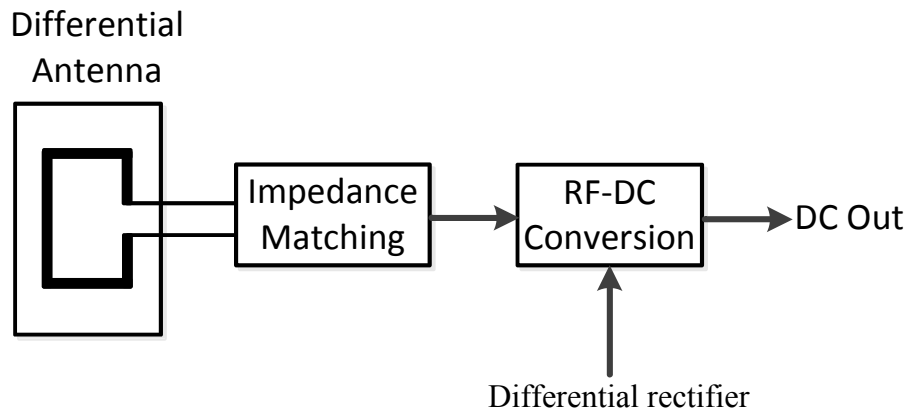 Differential
Antenna
Impedance
Matching
RF-DC
Conversion
DC Out
Differential rectifier